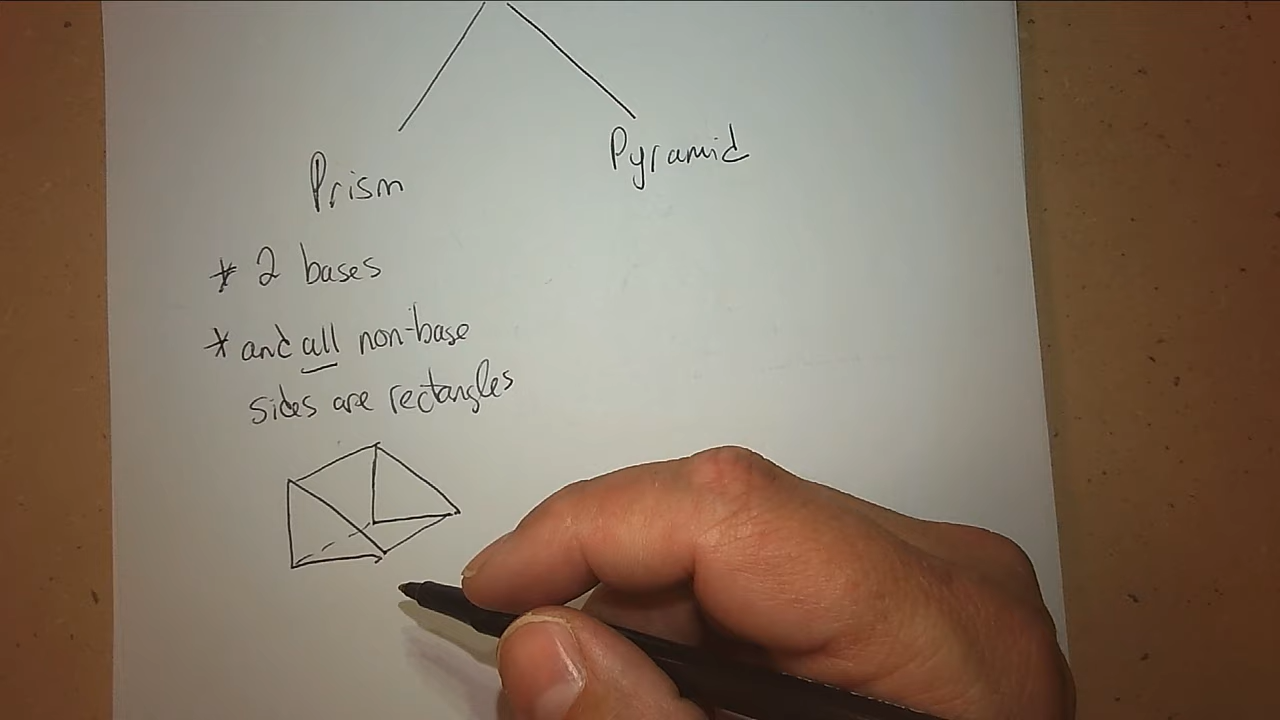 Pyramid
Prism
* 2 bases
* and all non-base
sides are rectangles